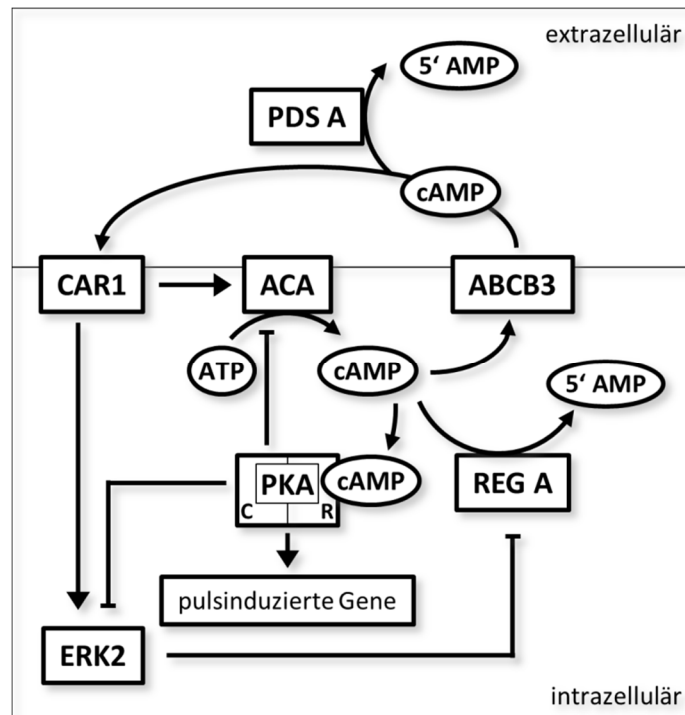 extrazellulär
5‘ AMP
PDS A
cAMP
CAR1
ACA
ABCB3
ATP
cAMP
5‘ AMP
PKA
cAMP
C
R
REG A
pulsinduzierte Gene
ERK2
intrazellulär